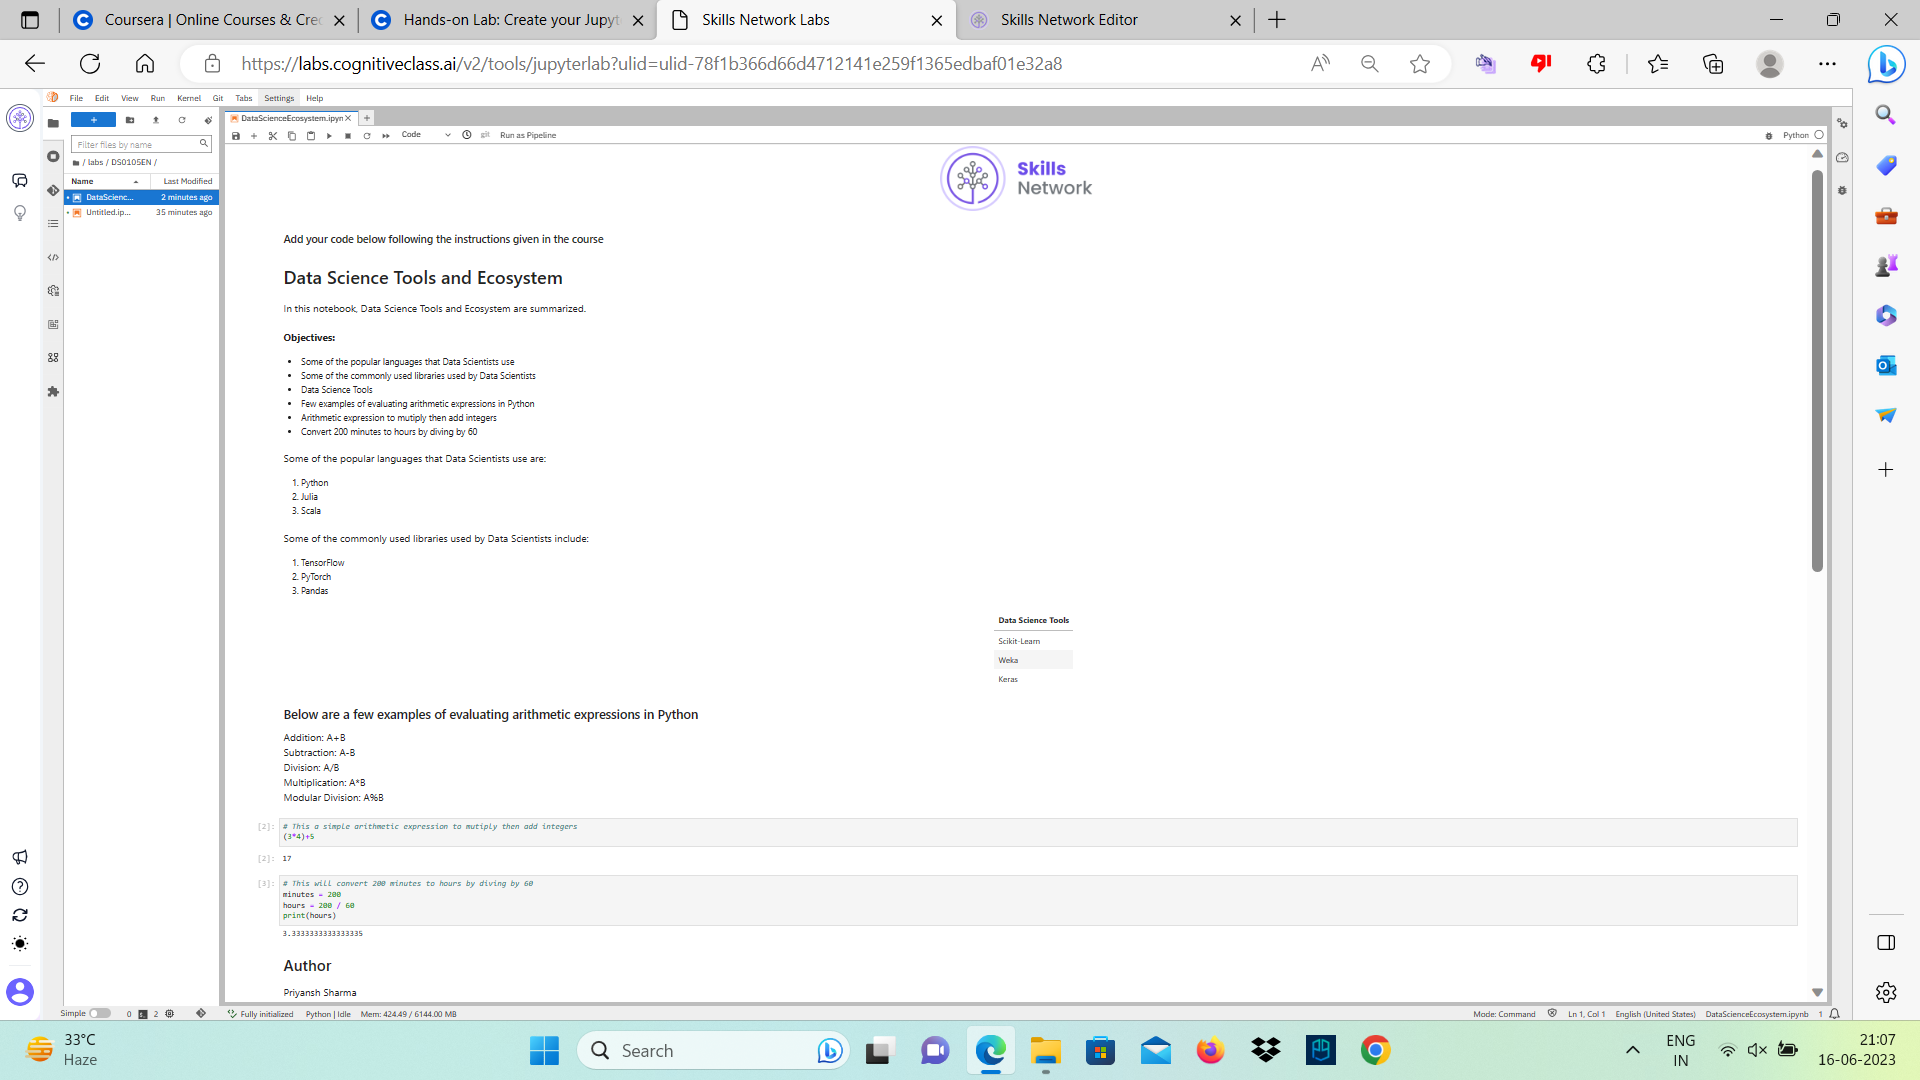 Coursera | Online Courses & Cre
Hands-on Lab: Create your Jupyt
Skills Network Labs
Skills Network Editor
https://labs.cognitiveclass.ai/v2/tools/jupyterlab?ulid=ulid-78f1b366d66d4712141e259f1365edbaf01e32a8
File Edit View Run Kernel Git Tabs Settings Help
DataScienceEcosystem.ipyn
Code
git
Run as Pipeline
Python
Filter files by name
/ labs / DS0105EN /
Name Last Modified
DataScienc... 2 minutes ago
Untitled.ip... 35 minutes ago
Skills
Network
Add your code below following the instructions given in the course
Data Science Tools and Ecosystem
In this notebook, Data Science Tools and Ecosystem are summarized.
Objectives:
• Some of the popular languages that Data Scientists use
• Some of the commonly used libraries used by Data Scientists
• Data Science Tools
• Few examples of evaluating arithmetic expressions in Python
• Arithmetic expression to mutiply then add integers
• Convert 200 minutes to hours by diving by 60
Some of the popular languages that Data Scientists use are:
1. Python
2. Julia
3. Scala
Some of the commonly used libraries used by Data Scientists include:
1. TensorFlow
2. PyTorch
3. Pandas
Data Science Tools
Scikit-Learn
Weka
Keras
Below are a few examples of evaluating arithmetic expressions in Python
Addition: A+B
Subtraction: A-B
Division: A/B
Multiplication: A*B
Modular Division: A%B
[2]: # This a simple arithmetic expression to mutiply then add integers
(3*4)+5
[2]: 17
[3]: # This will convert 200 minutes to hours by diving by 60
minutes = 200
hours = 200 / 60
print(hours)
3.3333333333333335
Author
Priyansh Sharma
Simple 0 2 Fully initialized Python | Idle Mem: 424.49 / 6144.00 MB
Mode: Command Ln 1, Col 1 English (United States) DataScienceEcosystem.ipynb 1
33°C
Haze
Search
ENG
IN
21:07
16-06-2023